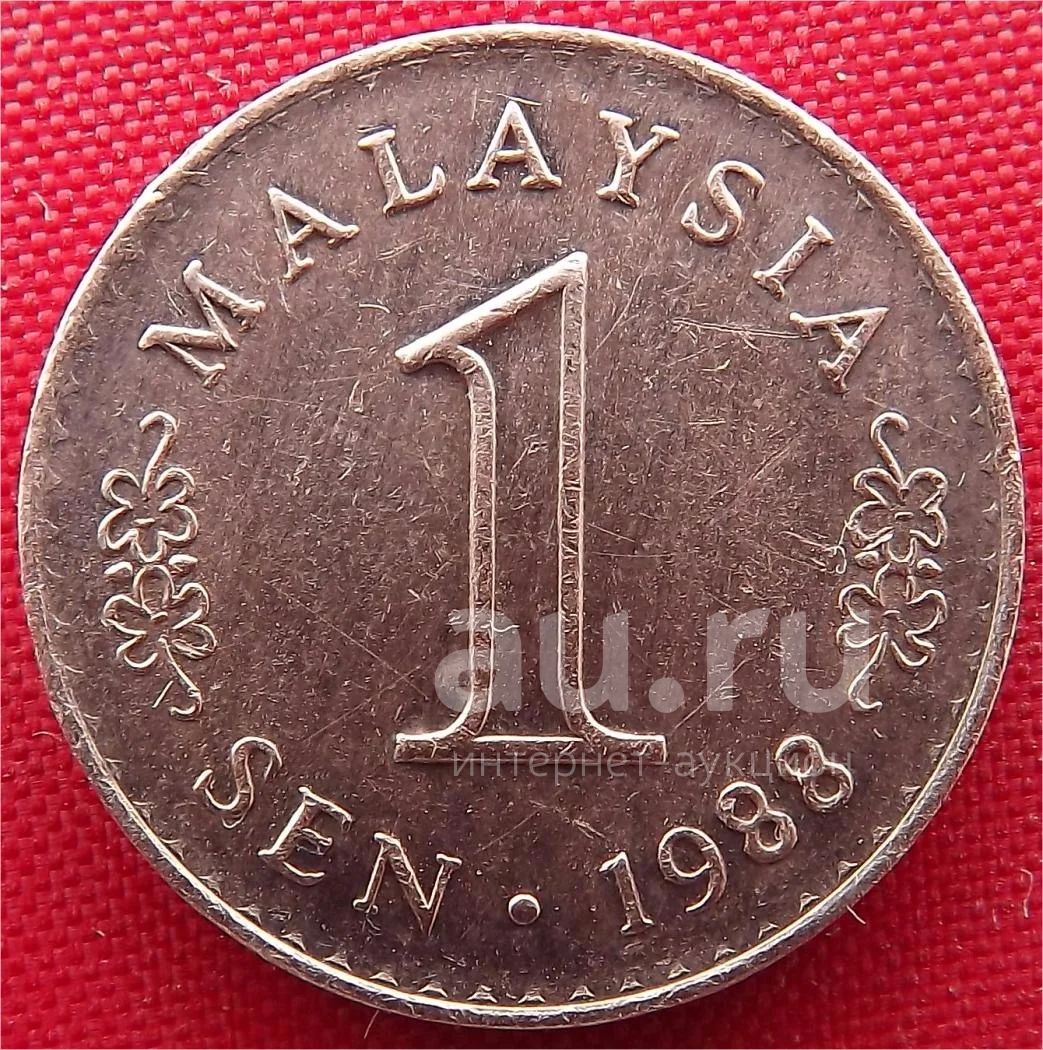 MALAYSIA
1
SEN · 1988
au.ru
интернет аукцион